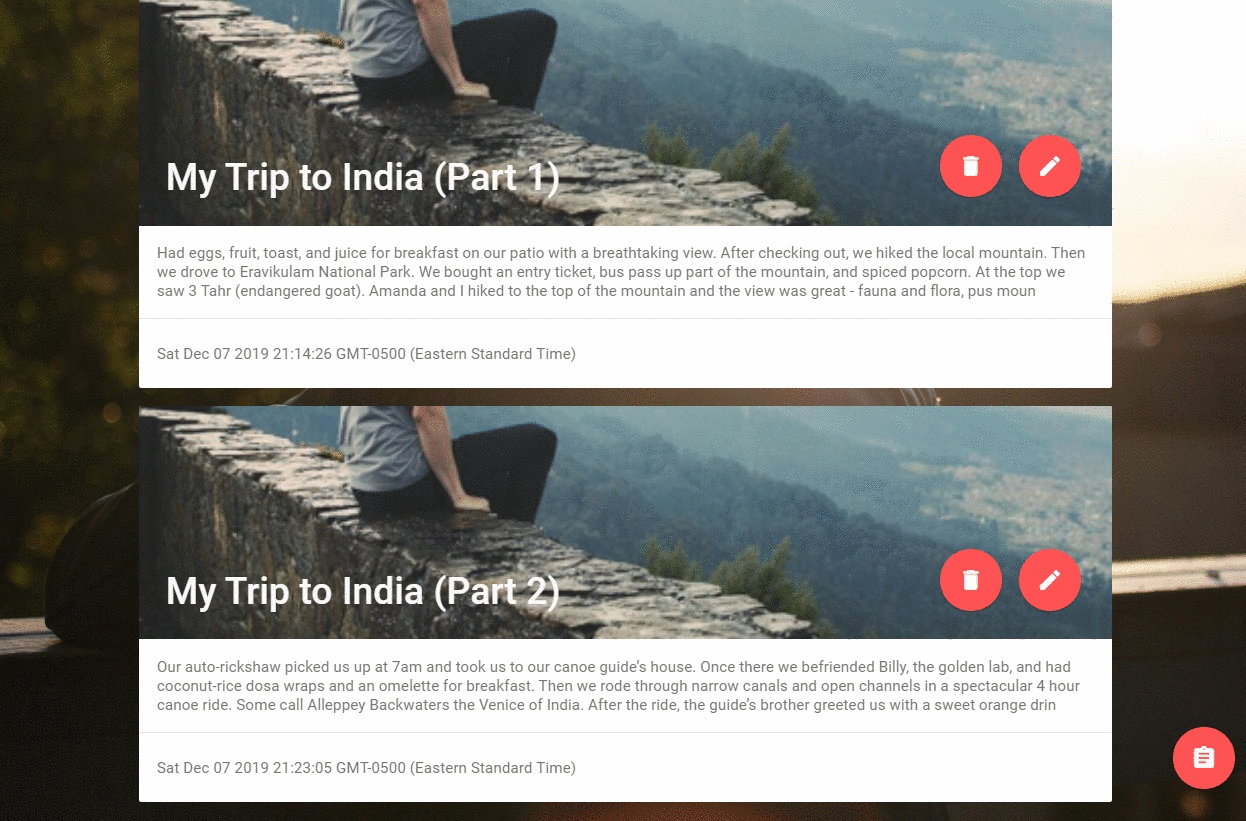 My Trip to India (Part 1)
Had eggs, fruit, toast, and juice for breakfast on our patio with a breathtaking view. After checking out, we hiked the local mountain. Then
we drove to Eravikulam National Park. We bought an entry ticket, bus pass up part of the mountain, and spiced popcorn. At the top we
saw 3 Tahr (endangered goat). Amanda and I hiked to the top of the mountain and the view was great - fauna and flora, pus moun
Sat Dec 07 2019 21:14:26 GMT-0500 (Eastern Standard Time)
My Trip to India (Part 2)
Our auto-rickshaw picked us up at 7am and took us to our canoe guide’s house. Once there we befriended Billy, the golden lab, and had
coconut-rice dosa wraps and an omelette for breakfast. Then we rode through narrow canals and open channels in a spectacular 4 hour
canoe ride. Some call Alleppey Backwaters the Venice of India. After the ride, the guide’s brother greeted us with a sweet orange drin
Sat Dec 07 2019 21:23:05 GMT-0500 (Eastern Standard Time)